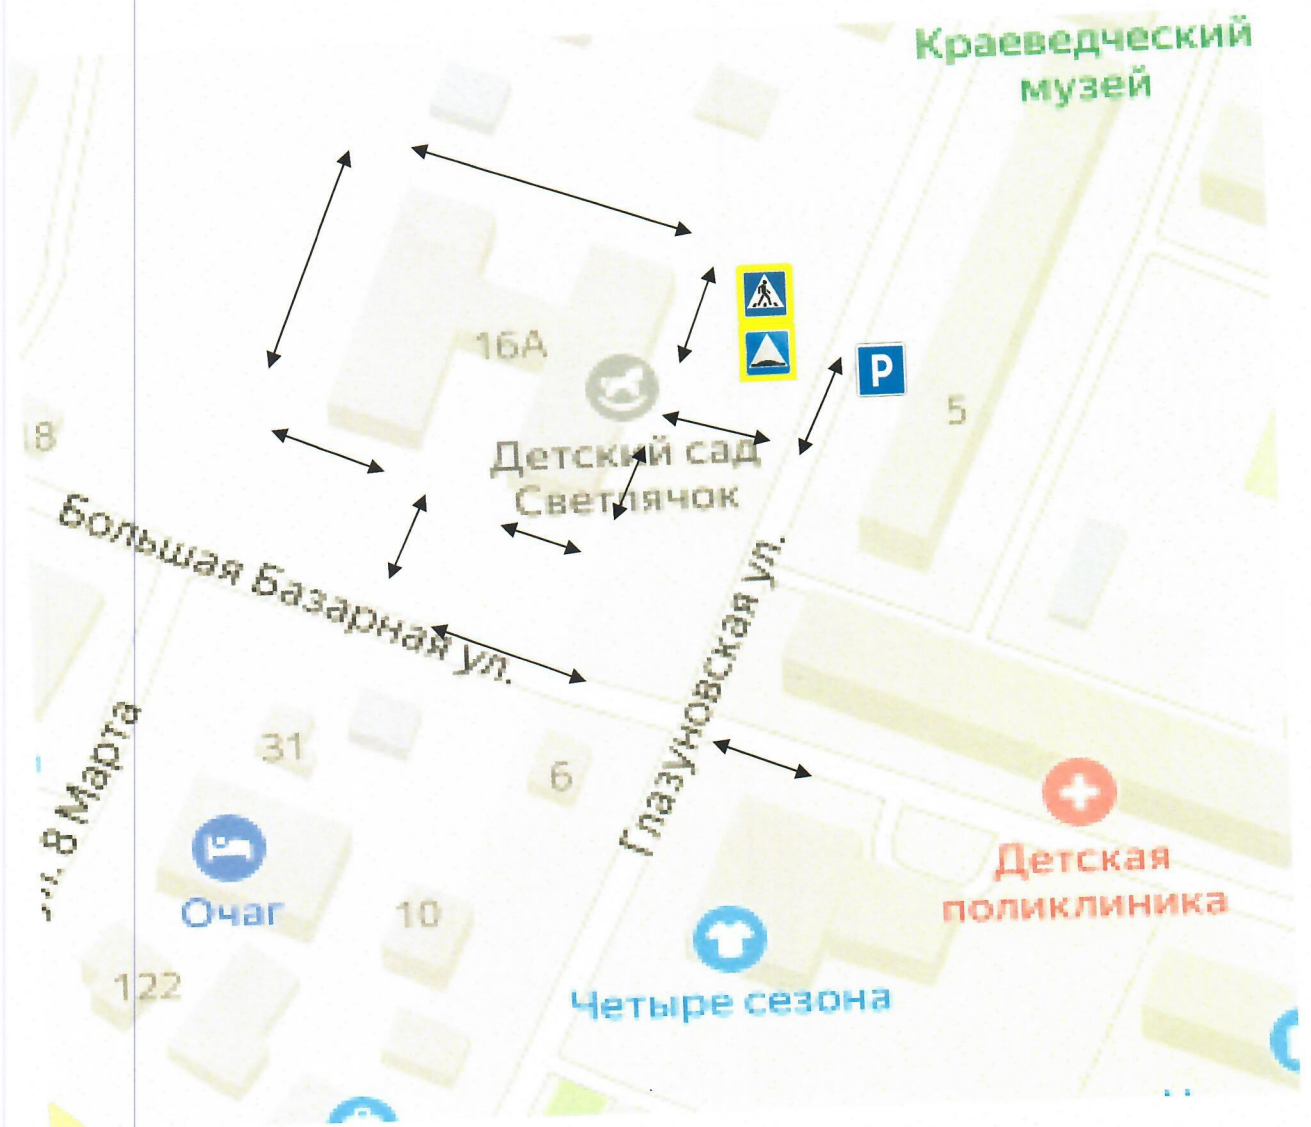 Краеведческий
музей
16А
5
18
Детский сад
Светлячок
Большая Базарная ул.
Глазуновская ул.
P
31
6
ул. 8 Марта
Детская
поликлиника
Очаг
10
122
Четыре сезона